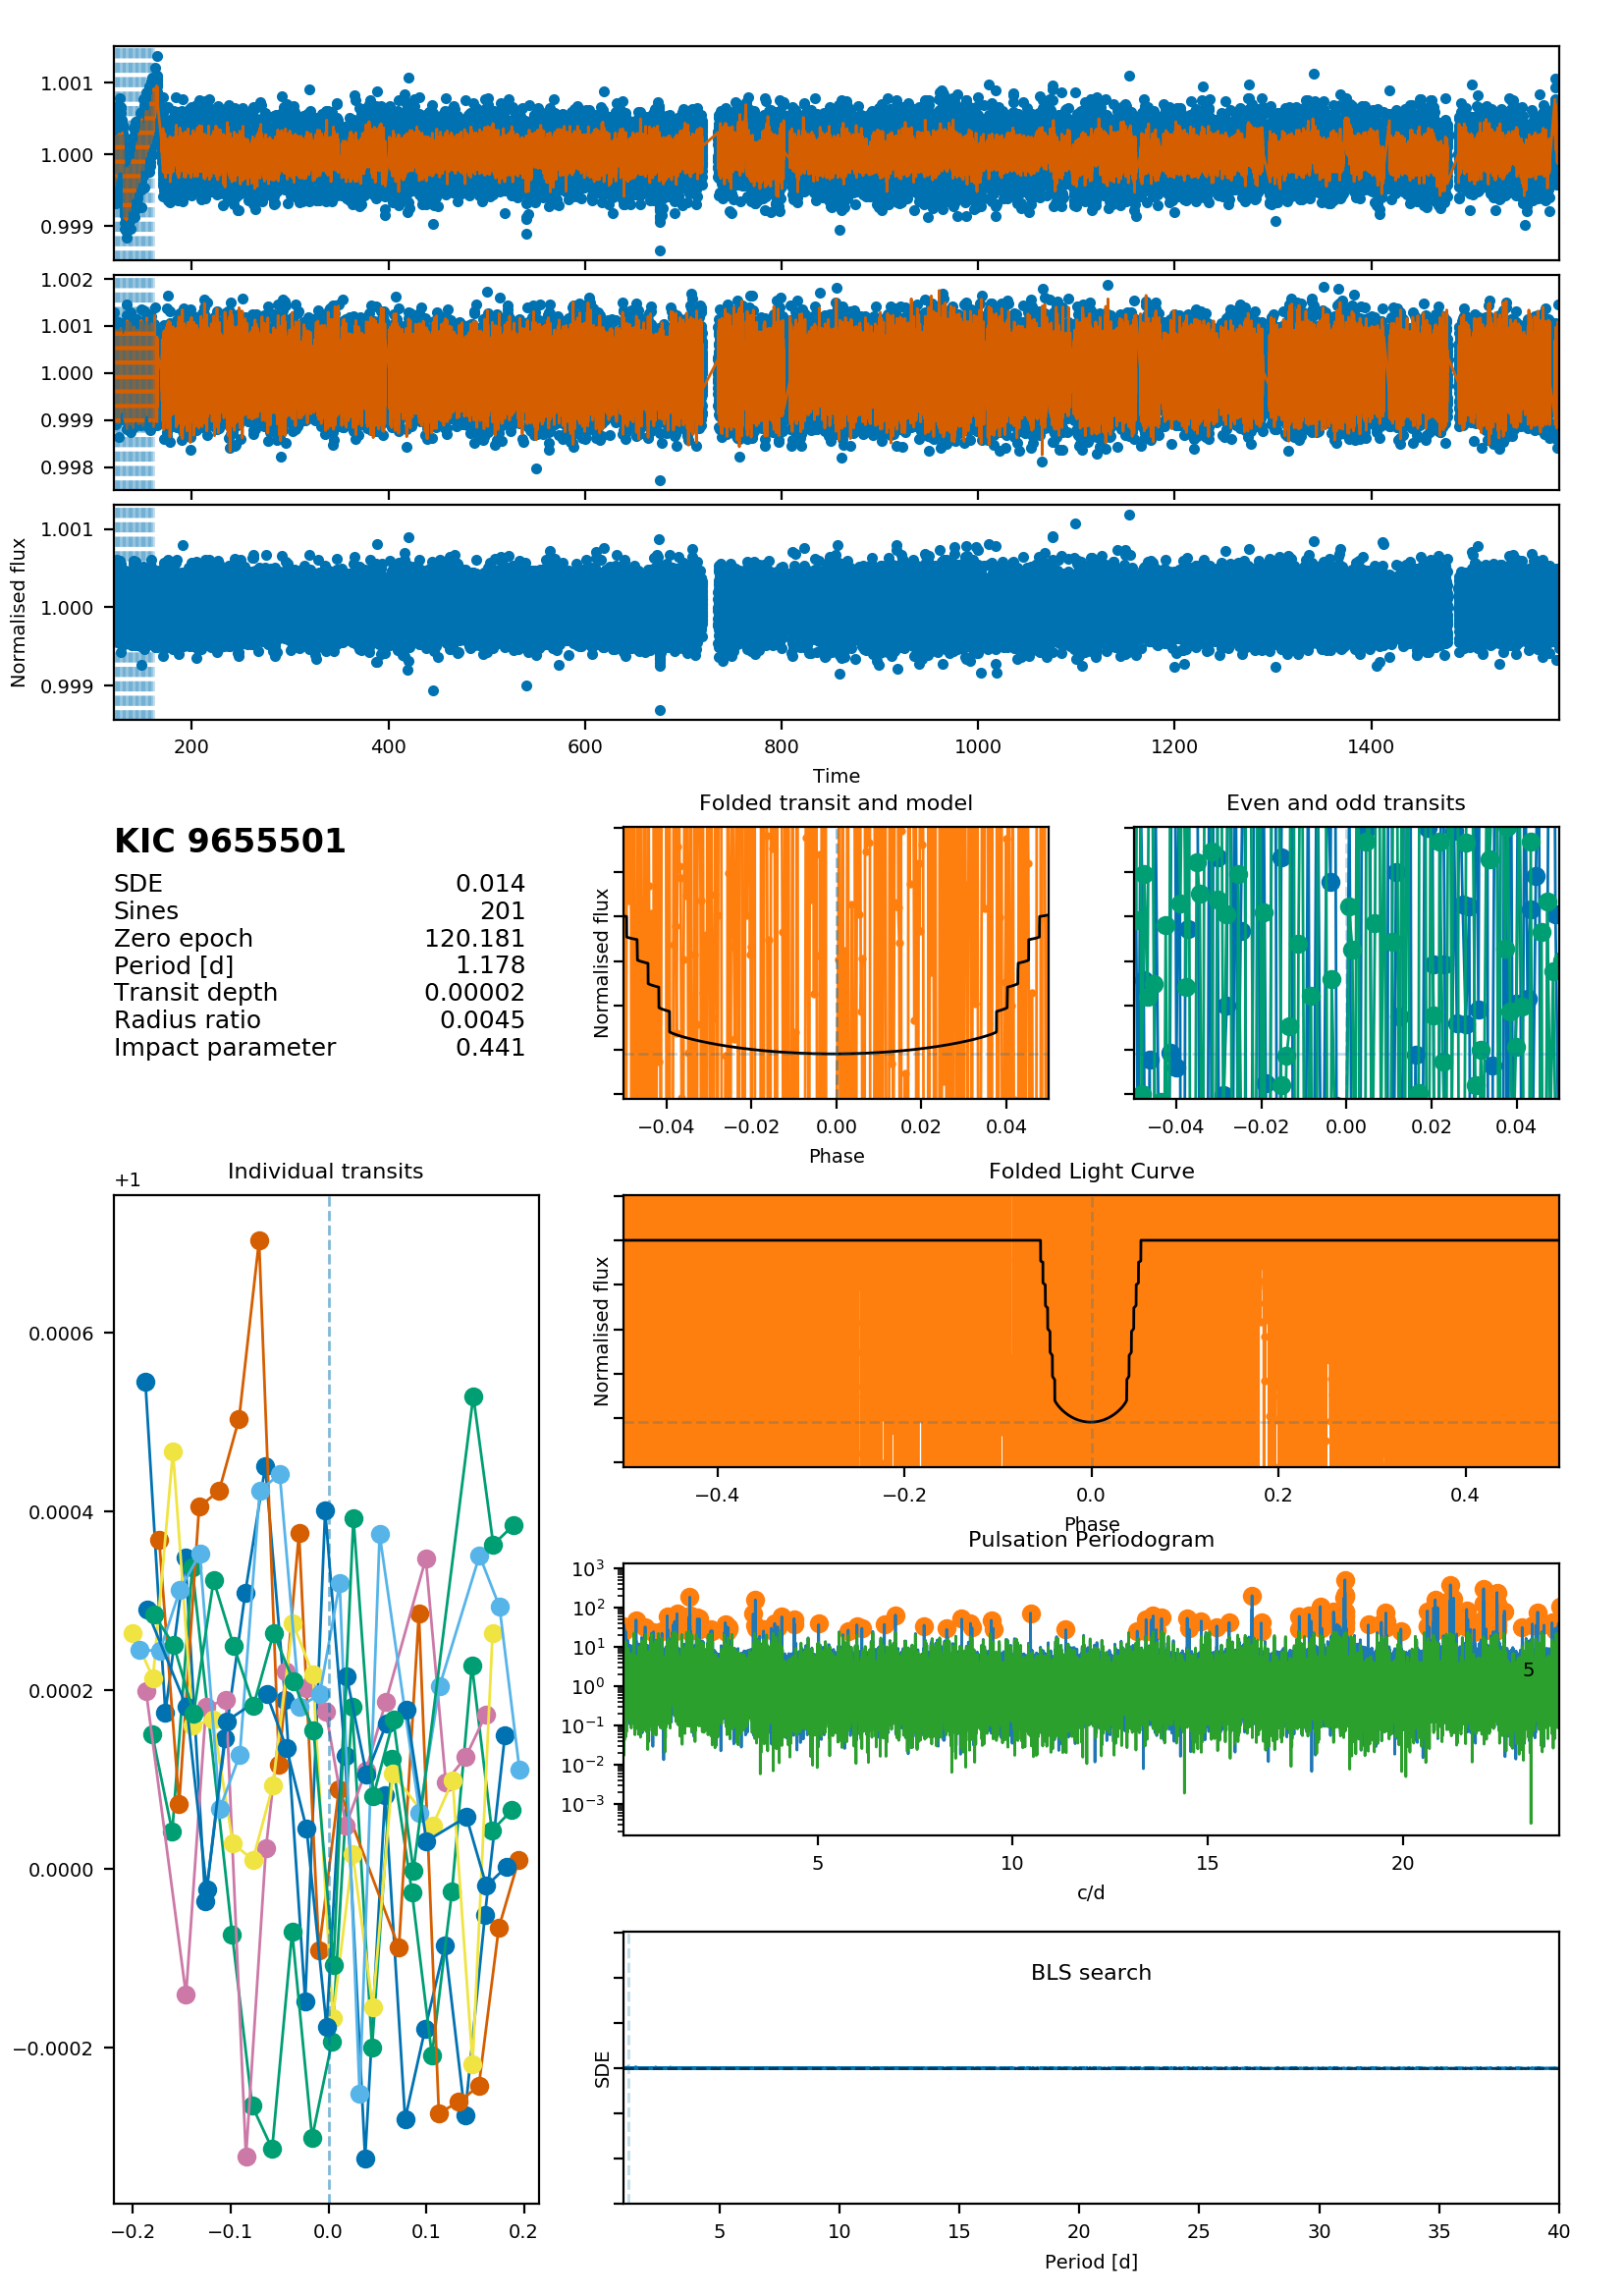 1.001
1.000
0.999
1.002
1.001
1.000
0.999
0.998
1.001
1.000
0.999
Normalised flux
200 400 600 800 1000 1200 1400
Time
KIC 9655501
SDE 0.014
Sines 201
Zero epoch 120.181
Period [d] 1.178
Transit depth 0.00002
Radius ratio 0.0045
Impact parameter 0.441
Folded transit and model
Normalised flux
−0.04 −0.02 0.00 0.02 0.04
Phase
Even and odd transits
−0.04 −0.02 0.00 0.02 0.04
Individual transits
+1
0.0006
0.0004
0.0002
0.0000
−0.0002
−0.2 −0.1 0.0 0.1 0.2
Folded Light Curve
Normalised flux
−0.4 −0.2 0.0 0.2 0.4
Phase
Pulsation Periodogram
10³
10²
10¹
10⁰
10⁻¹
10⁻²
10⁻³
5
5 10 15 20
c/d
BLS search
SDE
5 10 15 20 25 30 35 40
Period [d]